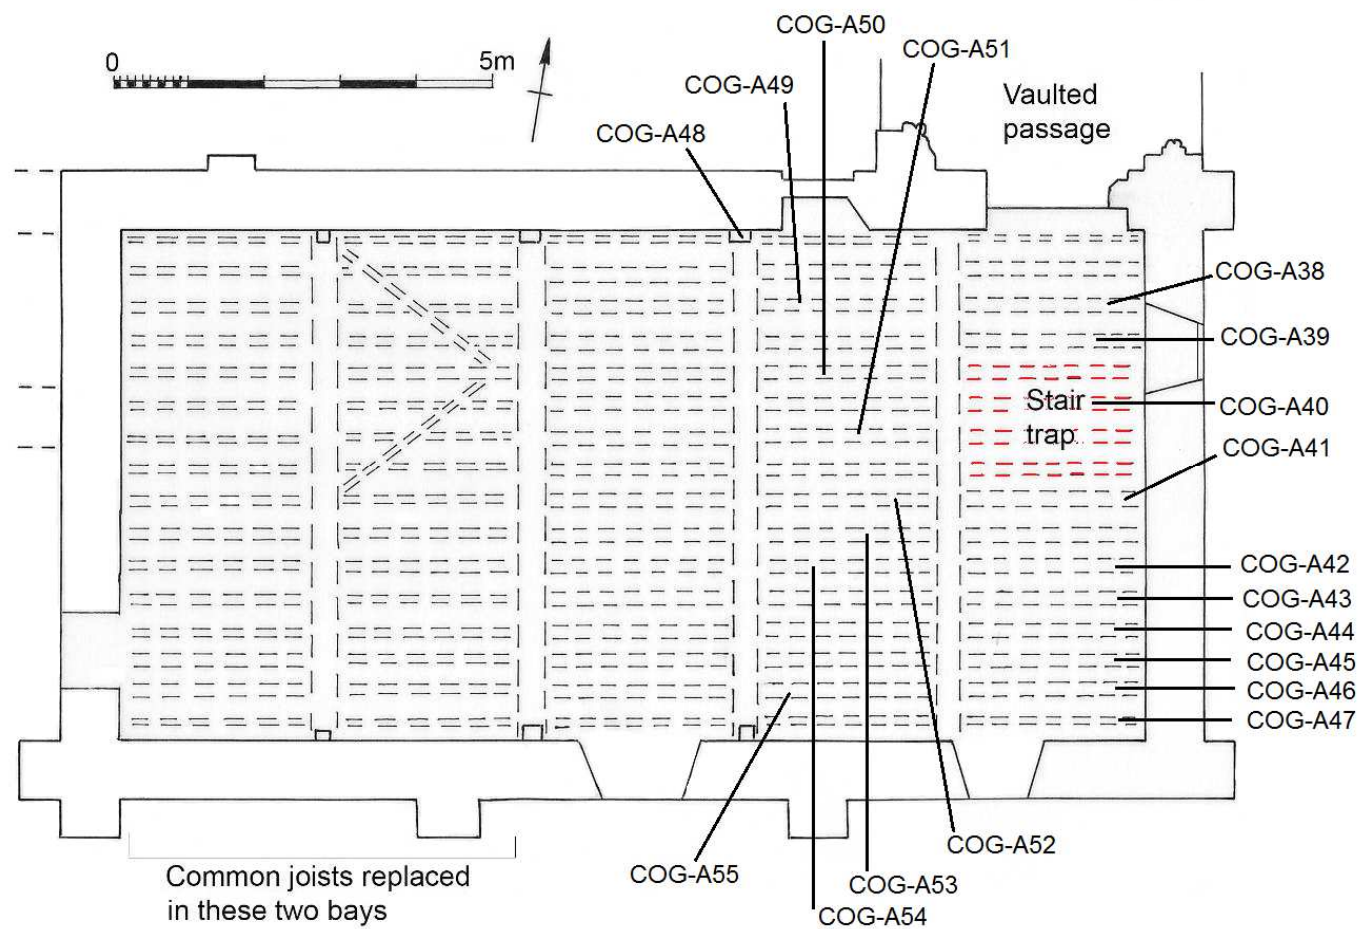 COG-A50
COG-A51
0
5m
COG-A49
Vaulted
passage
COG-A48
COG-A38
COG-A39
Stair
trap
COG-A40
COG-A41
COG-A42
COG-A43
COG-A44
COG-A45
COG-A46
COG-A47
COG-A52
COG-A55
COG-A53
COG-A54
Common joists replaced
in these two bays